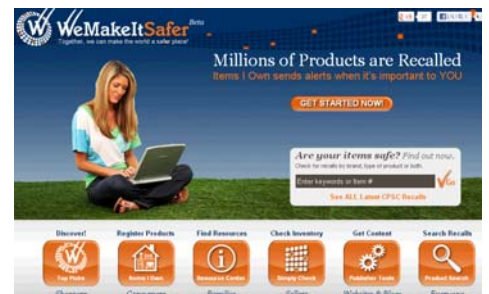 WeMakeItSafer Beta
Together, we can make the world a safer place!
Millions of Products are Recalled
Items I Own sends alerts when it's important to YOU
GET STARTED NOW!
Are your items safe? Find out now.
Check for recalls by brand, type of product or both.
Enter keywords or Item #
Go
See ALL Latest CPSC Recalls
Discover! Register Products Find Resources Check Inventory Get Content Search Recalls
Top Picks Items I Own Resource Center Simply Check Publisher Tools Product Search